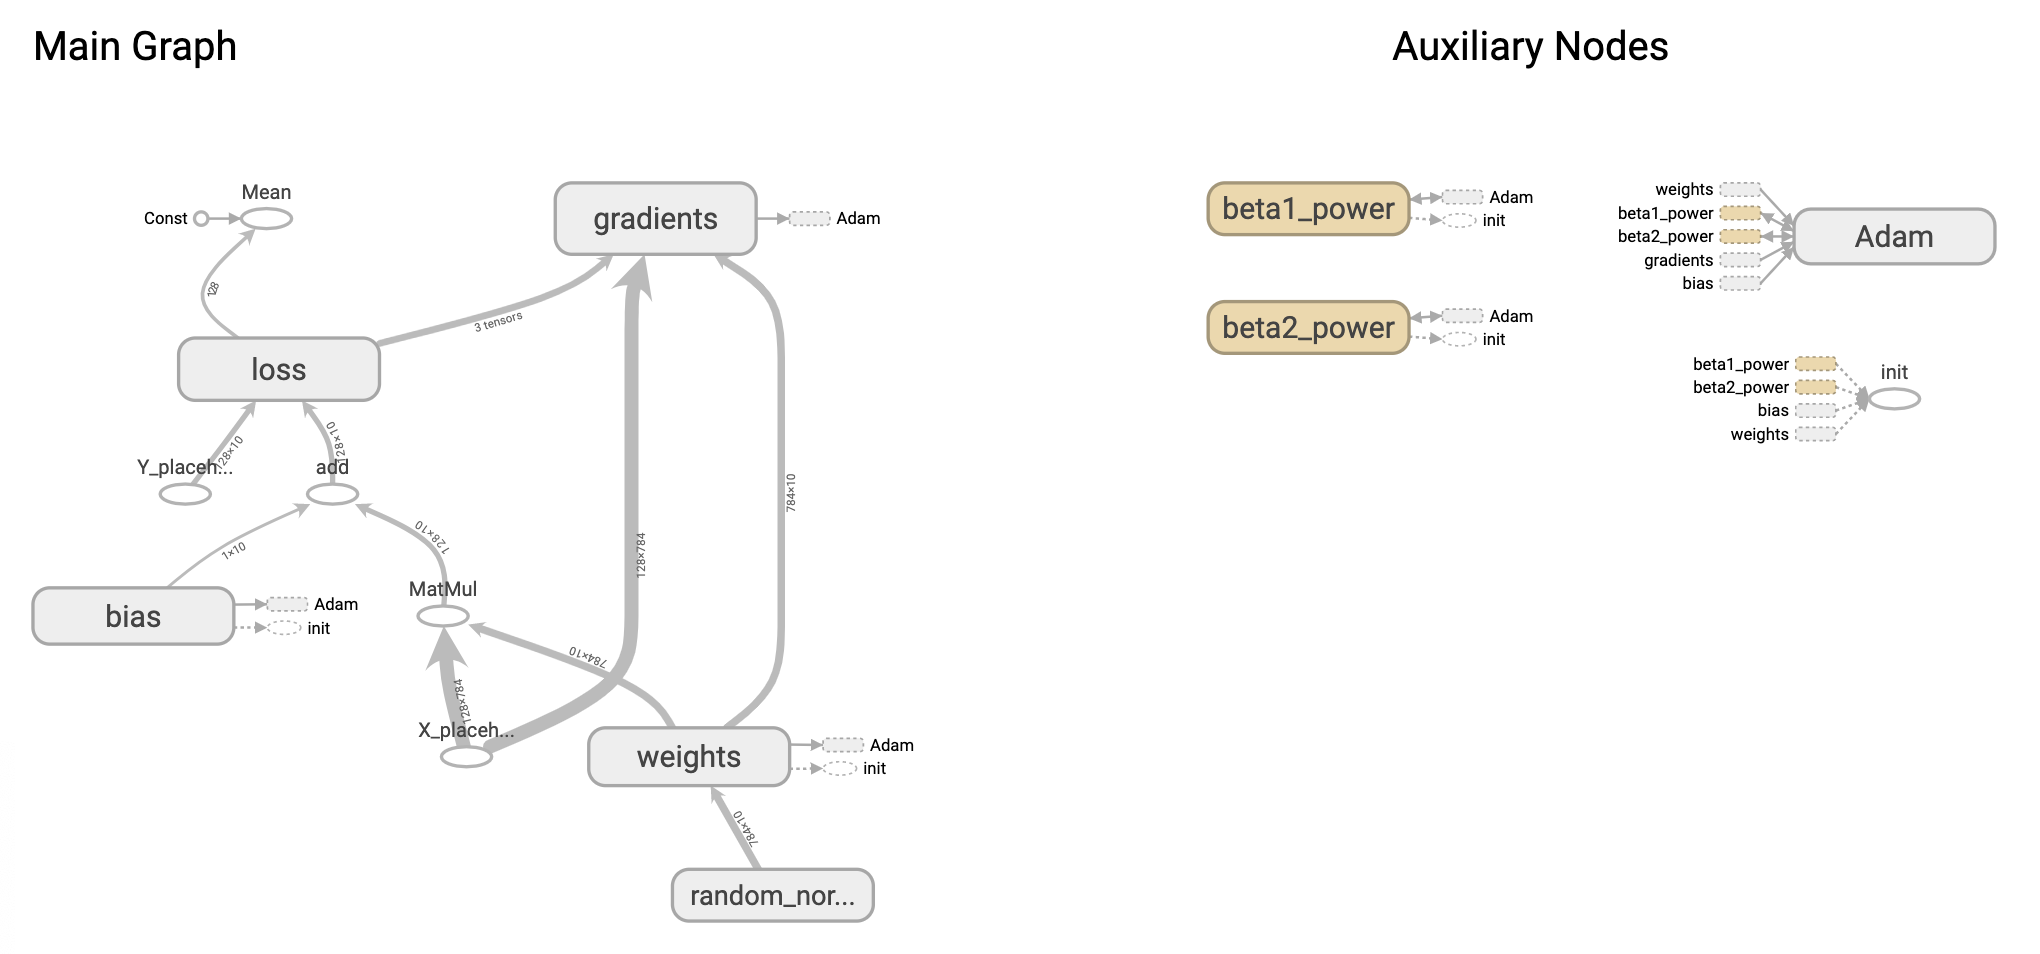 Main Graph
Auxiliary Nodes
Mean
Const
128
gradients
Adam
3 tensors
loss
Y_placeh...
128×10
add
128×10
1×10
128×10
128×784
784×10
bias
Adam
init
MatMul
784×10
128×784
X_placeh...
weights
Adam
init
784×10
random_nor...
beta1_power
Adam
init
beta2_power
Adam
init
weights
beta1_power
beta2_power
gradients
bias
Adam
beta1_power
beta2_power
bias
weights
init